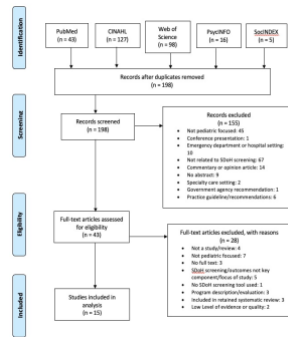 Identification
PubMed
(n = 43)
CINAHL
(n = 127)
Web of
Science
(n = 98)
PsycINFO
(n = 16)
SocINDEX
(n = 5)
Records after duplicates removed
(n = 198)
Screening
Records screened
(n = 198)
Records excluded
(n = 155)
• Not pediatric focused: 45
• Conference presentation: 1
• Emergency department or hospital setting:
10
• Not related to SDoH screening: 67
• Commentary or opinion article: 14
• No abstract: 9
• Specialty care setting: 2
• Government agency recommendation: 1
• Practice guideline/recommendations: 6
Eligibility
Full-text articles assessed
for eligibility
(n = 43)
Full-text articles excluded, with reasons
(n = 28)
• Not a study/review: 4
• Not pediatric focused: 7
• No full text: 3
• SDoH screening/outcomes not key
component/focus of study: 5
• No SDoH screening tool used: 1
• Program description/evaluation: 3
• Included in retained systematic review: 3
• Low Level of evidence or quality: 2
Included
Studies included in
analysis
(n = 15)